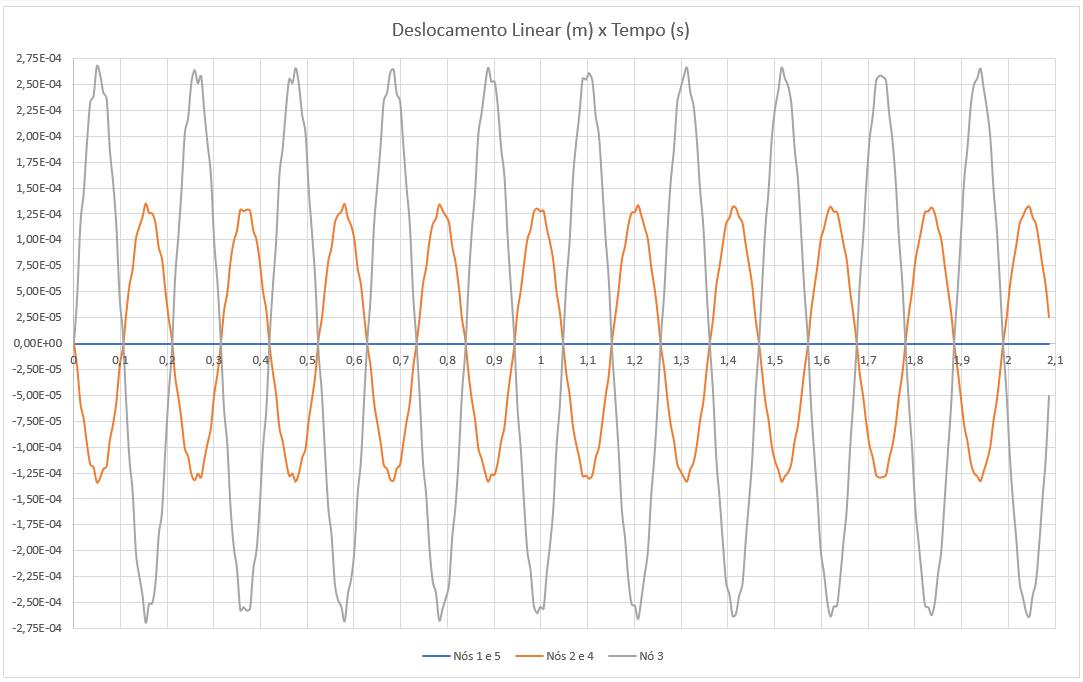 Deslocamento Linear (m) x Tempo (s)
2,75E-04
2,50E-04
2,25E-04
2,00E-04
1,75E-04
1,50E-04
1,25E-04
1,00E-04
7,50E-05
5,00E-05
2,50E-05
0,00E+00
0 0,1 0,2 0,3 0,4 0,5 0,6 0,7 0,8 0,9 1 1,1 1,2 1,3 1,4 1,5 1,6 1,7 1,8 1,9 2 2,1
-2,50E-05
-5,00E-05
-7,50E-05
-1,00E-04
-1,25E-04
-1,50E-04
-1,75E-04
-2,00E-04
-2,25E-04
-2,50E-04
-2,75E-04
Nós 1 e 5 Nós 2 e 4 Nó 3